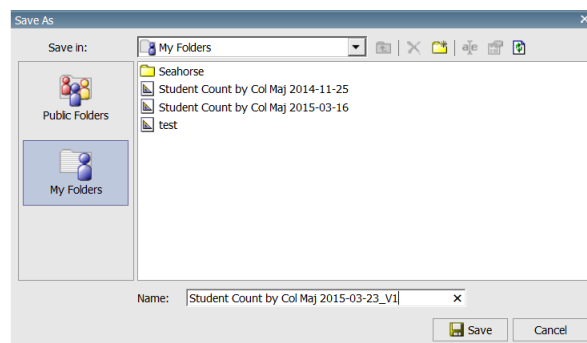 Save As
Save in: My Folders
Seahorse
Student Count by Col Maj 2014-11-25
Student Count by Col Maj 2015-03-16
test
Public Folders
My Folders
Name: Student Count by Col Maj 2015-03-23_V1
Save Cancel